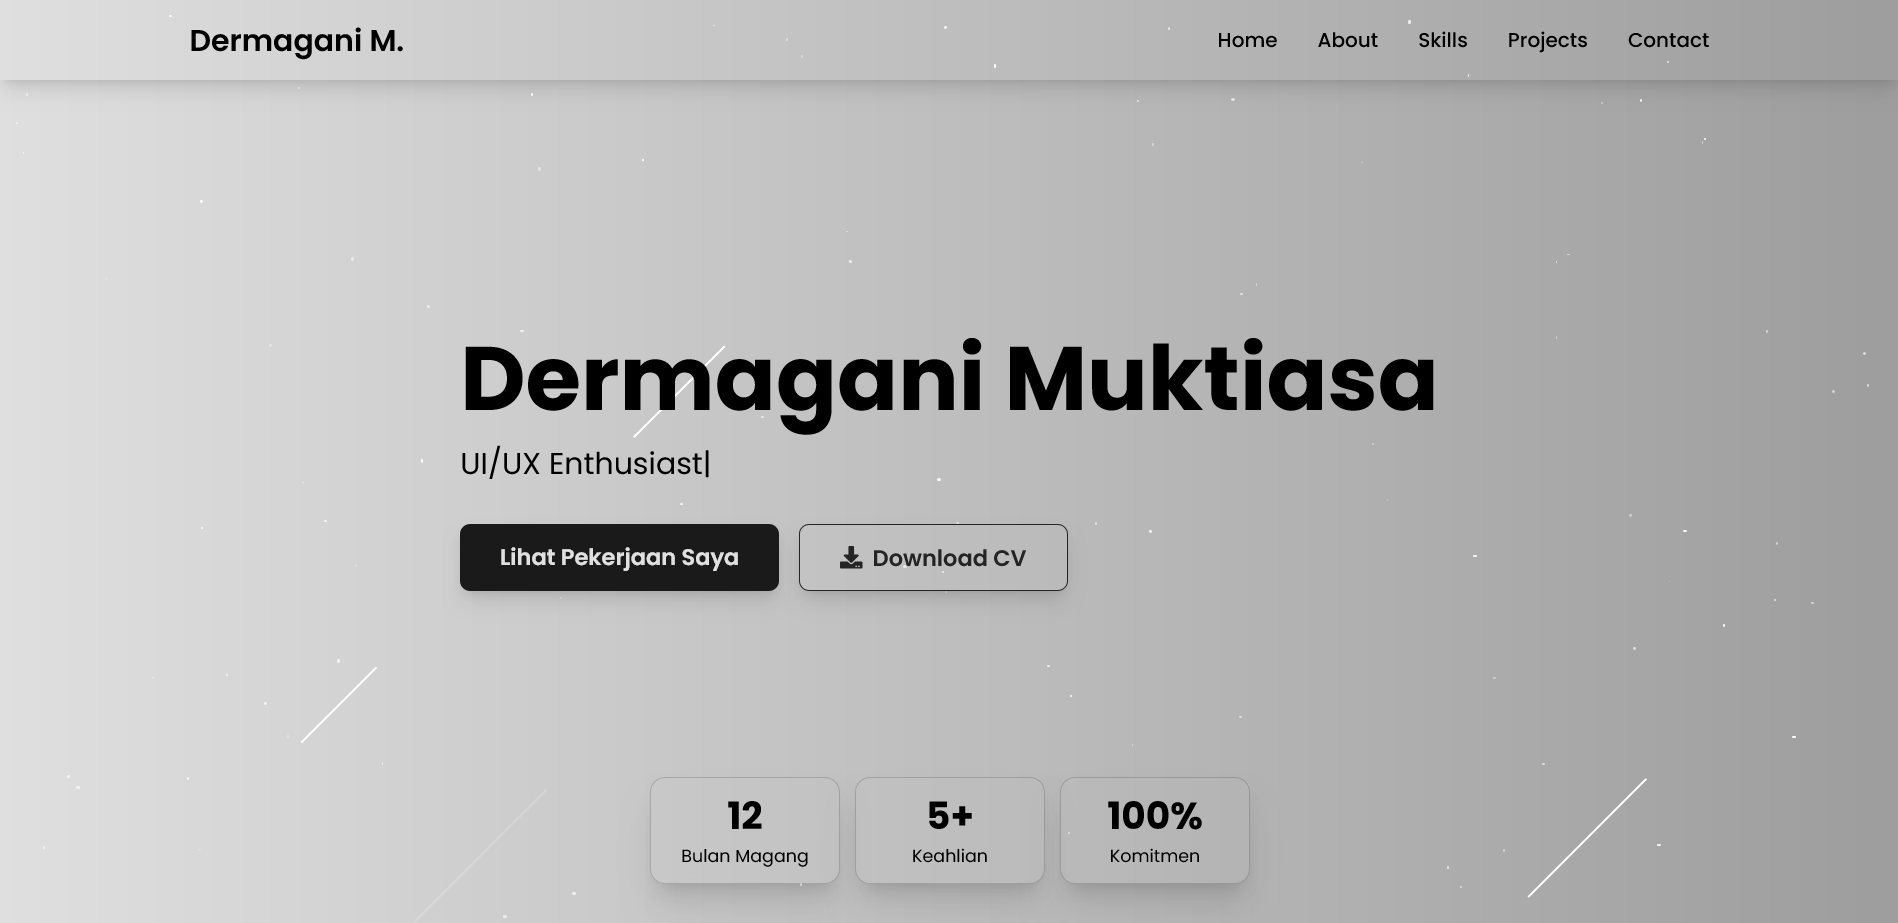 Dermagani M.
Home About Skills Projects Contact
Dermagani Muktiasa
UI/UX Enthusiast|
Lihat Pekerjaan Saya
Download CV
12
Bulan Magang
5+
Keahlian
100%
Komitmen